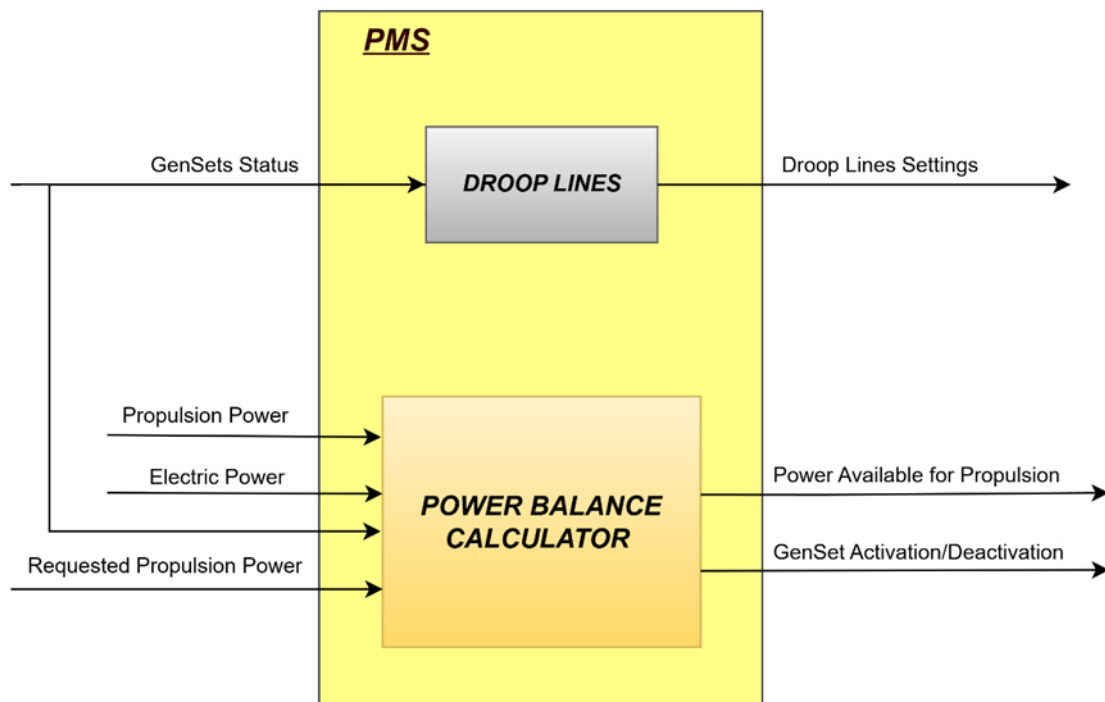 PMS
GenSets Status
DROOP LINES
Droop Lines Settings
Propulsion Power
Electric Power
Requested Propulsion Power
POWER BALANCE
CALCULATOR
Power Available for Propulsion
GenSet Activation/Deactivation